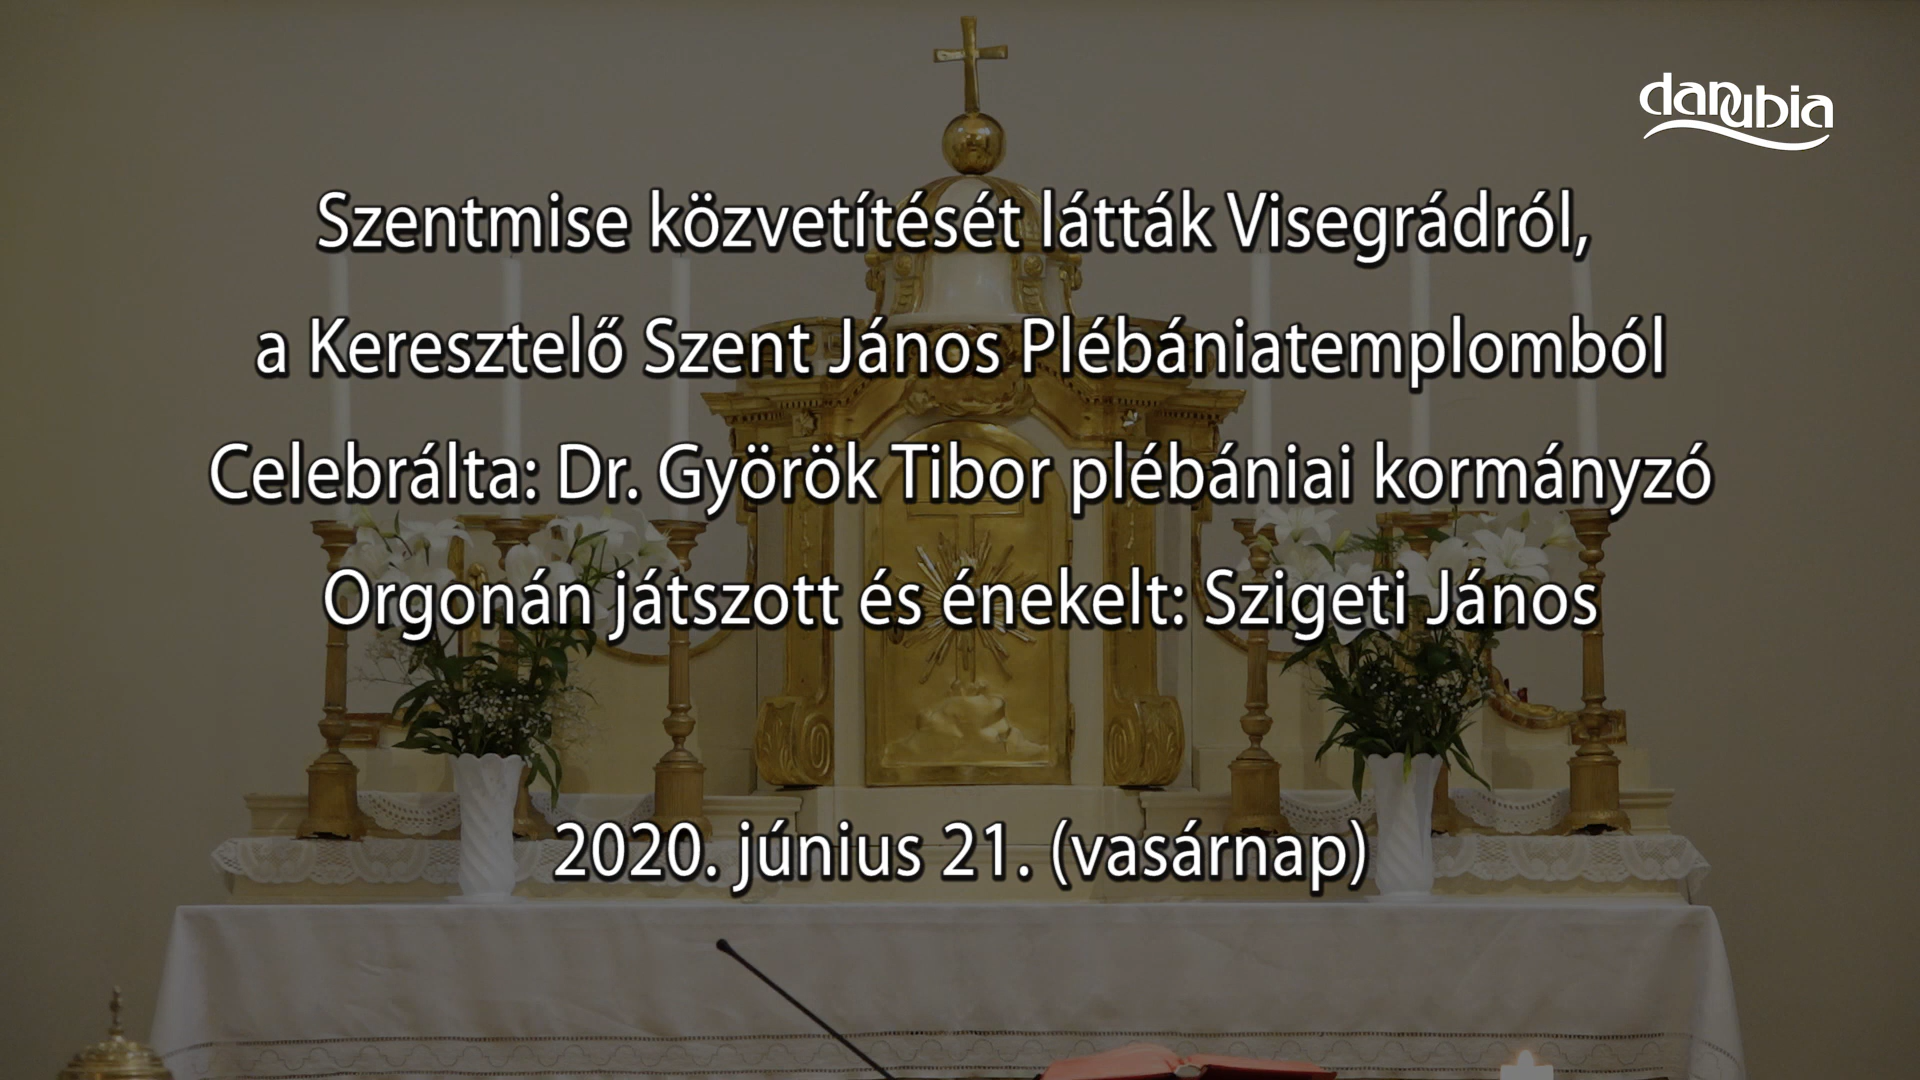 danubia
Szentmise közvetítését látták Visegrádról,
a Keresztelő Szent János Plébániatemplomból
Celebrálta: Dr. Györök Tibor plébániai kormányzó
Orgonán játszott és énekelt: Szigeti János
2020. június 21. (vasárnap)